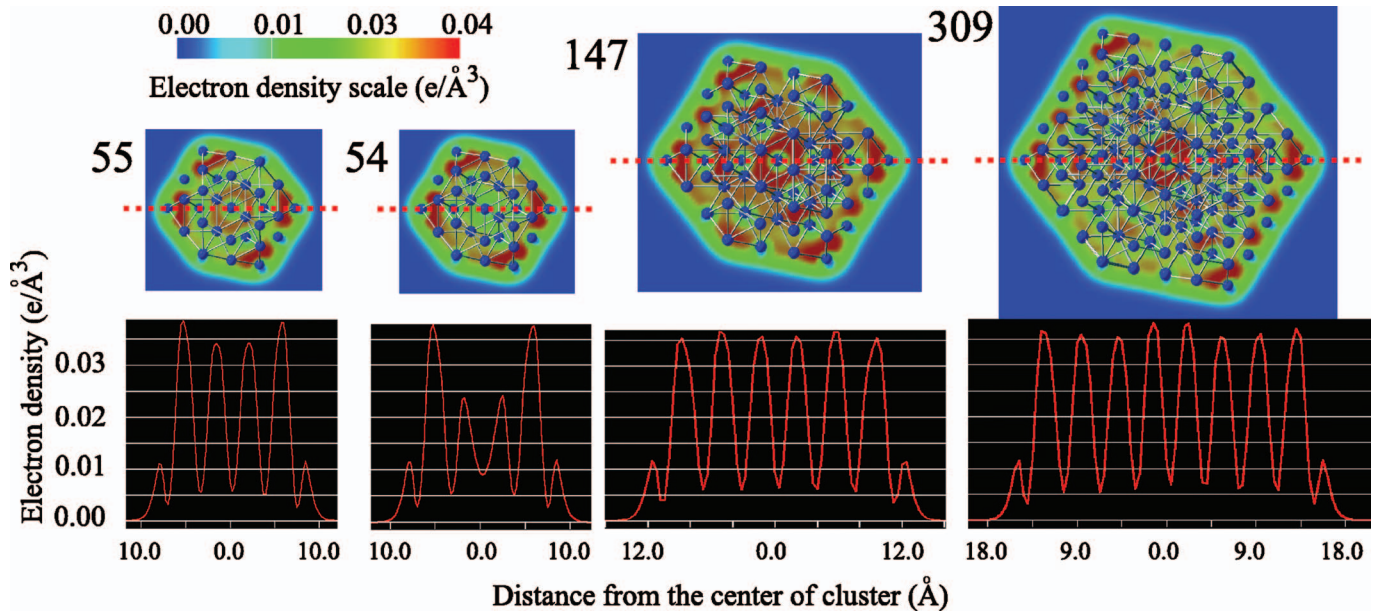 0.00 0.01 0.03 0.04
Electron density scale (e/Å³)
55
54
147
309
Electron density (e/Å³)
0.03
0.02
0.01
0.00
10.0 0.0 10.0
10.0 0.0 10.0
12.0 0.0 12.0
18.0 9.0 0.0 9.0 18.0
Distance from the center of cluster (Å)